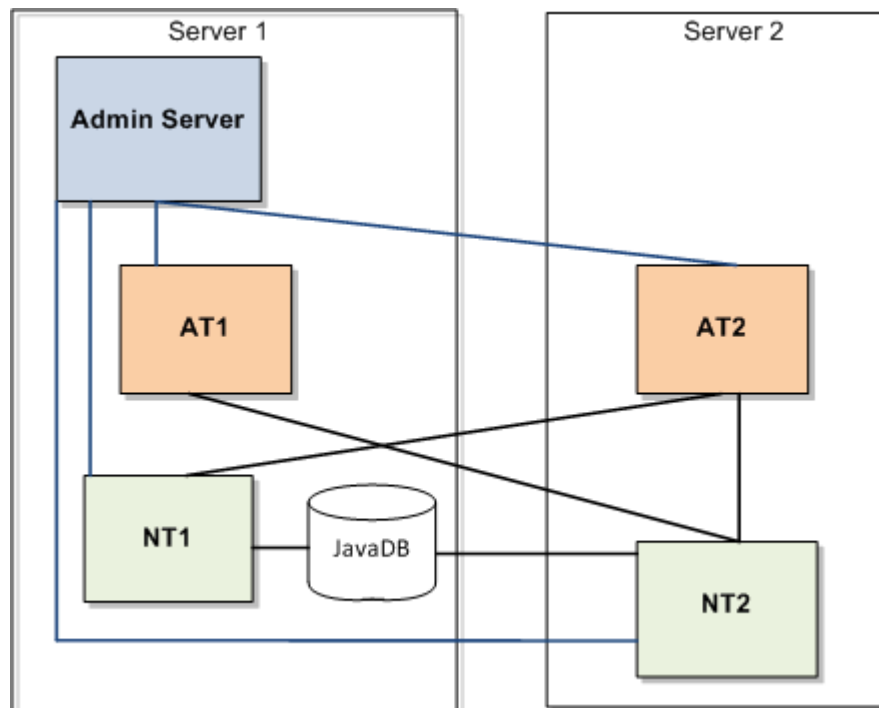 Server 1
Server 2
Admin Server
AT1
AT2
NT1
JavaDB
NT2